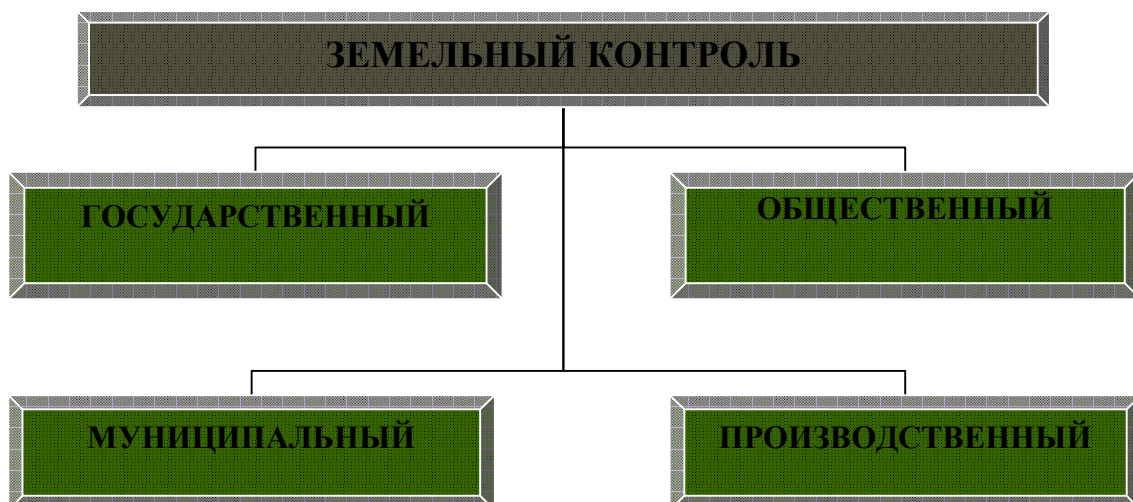 ЗЕМЕЛЬНЫЙ КОНТРОЛЬ
ГОСУДАРСТВЕННЫЙ
ОБЩЕСТВЕННЫЙ
МУНИЦИПАЛЬНЫЙ
ПРОИЗВОДСТВЕННЫЙ